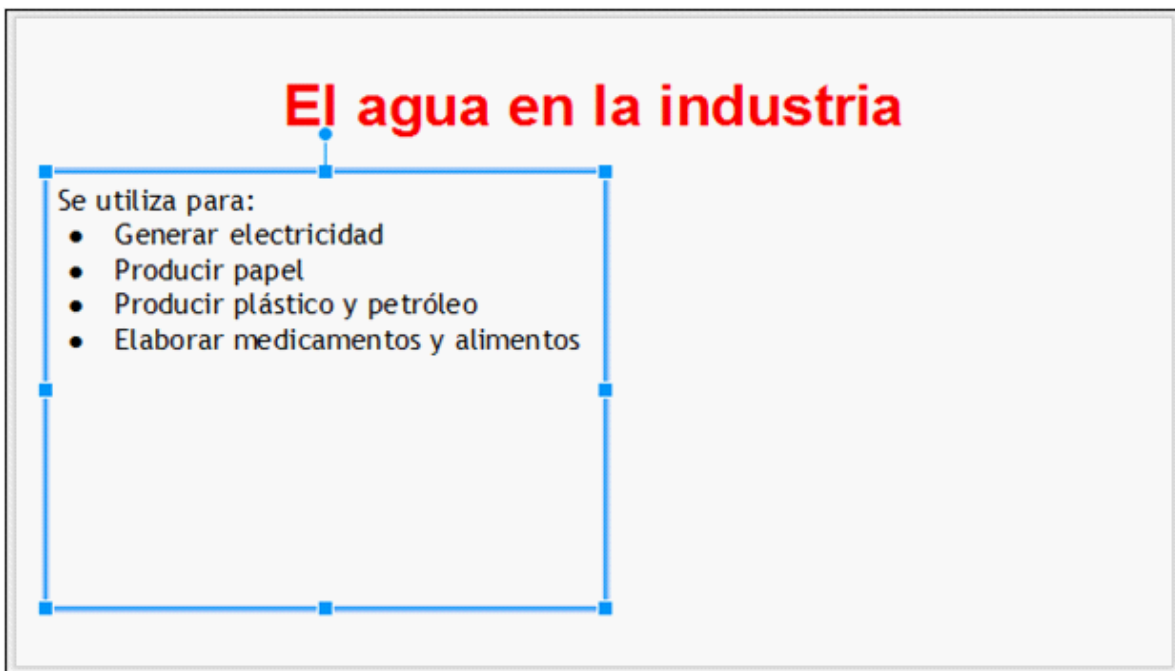 El agua en la industria
Se utiliza para:
● Generar electricidad
● Producir papel
● Producir plástico y petróleo
● Elaborar medicamentos y alimentos